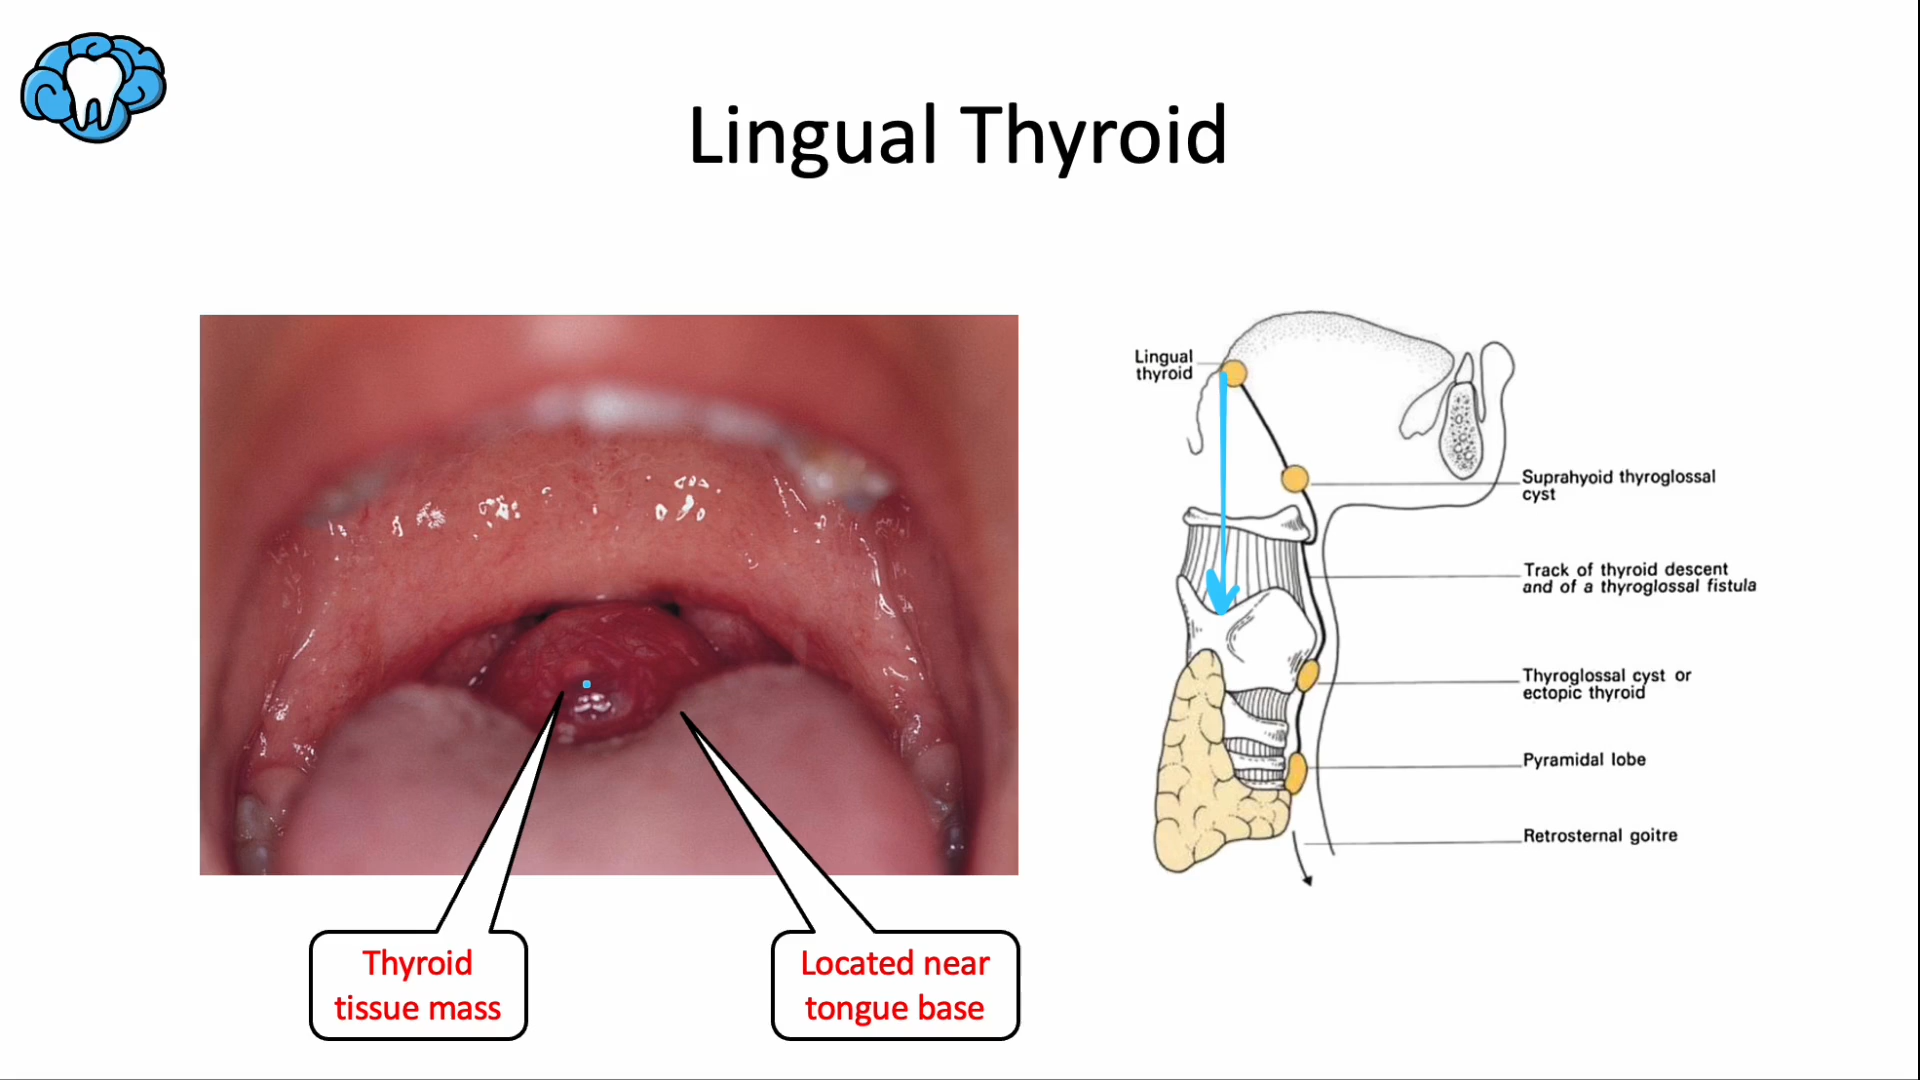 Lingual Thyroid
Lingual
thyroid
Suprahyoid thyroglossal
cyst
Track of thyroid descent
and of a thyroglossal fistula
Thyroglossal cyst or
ectopic thyroid
Pyramidal lobe
Retrosternal goitre
Thyroid
tissue mass
Located near
tongue base